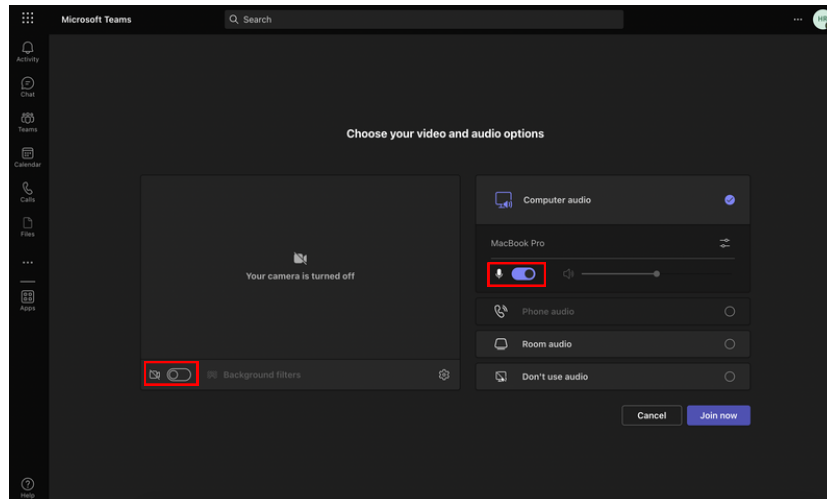 Microsoft Teams
Search
HR
Activity
Chat
Teams
Calendar
Calls
Files
Apps
Help
Choose your video and audio options
Your camera is turned off
Background filters
Computer audio
MacBook Pro
Phone audio
Room audio
Don't use audio
Cancel
Join now